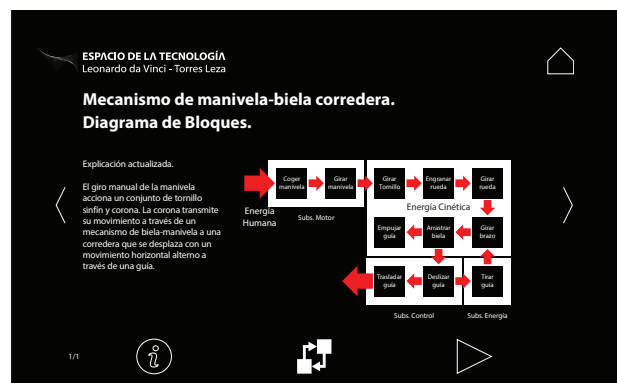 ESPACIO DE LA TECNOLOGÍA
Leonardo da Vinci - Torres Leza
Mecanismo de manivela-biela corredera.
Diagrama de Bloques.
Explicación actualizada.
El giro manual de la manivela
acciona un conjunto de tornillo
sinfín y corona. La corona transmite
su movimiento a través de un
mecanismo de biela-manivela a una
corredera que se desplaza con un
movimiento horizontal alterno a
través de una guía.
Energía
Humana
Coger
manivela
Girar
manivela
Subs. Motor
Girar
Tornillo
Engranar
rueda
Girar
rueda
Energía Cinética
Empujar
guía
Arrastrar
biela
Girar
brazo
Trasladar
guía
Deslizar
guía
Tirar
guía
Subs. Control
Subs. Energía
1/1
i